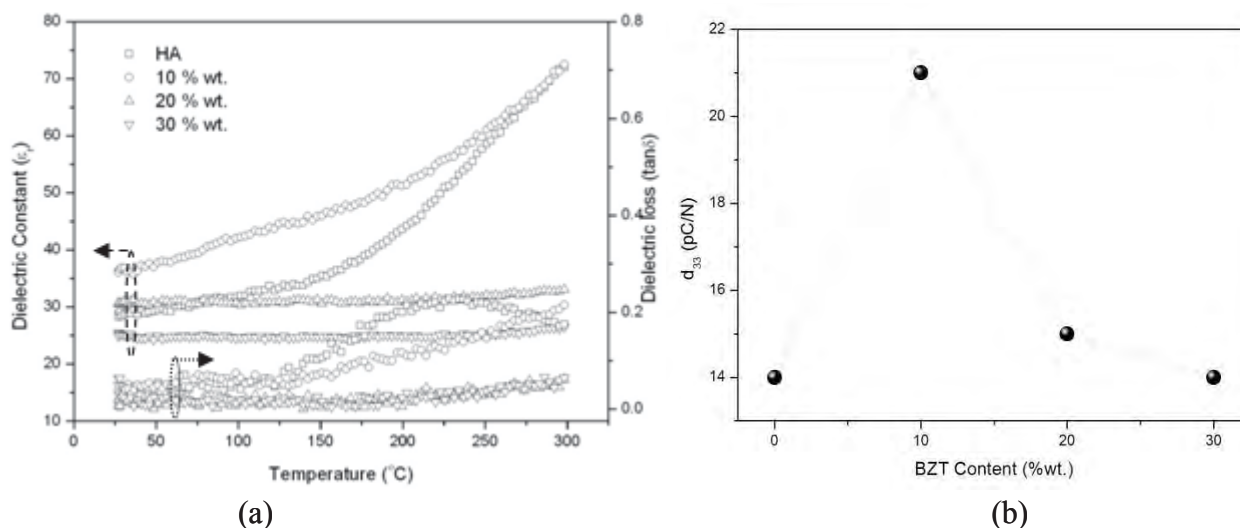 80
70
60
50
40
30
20
10
Dielectric Constant (εr)
HA
10 % wt.
20 % wt.
30 % wt.
0.8
0.6
0.4
0.2
0.0
Dielectric loss (tanδ)
0 50 100 150 200 250 300
Temperature (°C)
(a)
22
20
18
16
14
d33 (pC/N)
0 10 20 30
BZT Content (%wt.)
(b)